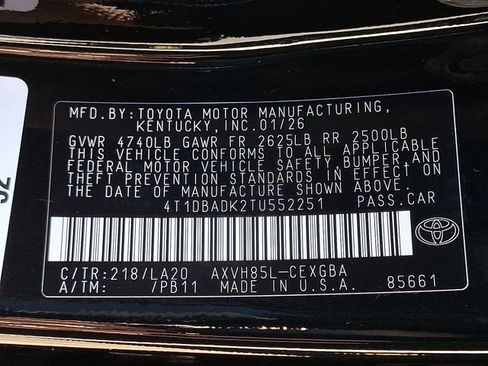 MFD.BY:TOYOTA MOTOR MANUFACTURING,
KENTUCKY,INC.01/26
GVWR 4740LB GAWR FR 2625LB RR 2500LB
THIS VEHICLE CONFORMS TO ALL APPLICABLE
FEDERAL MOTOR VEHICLE SAFETY,BUMPER,AND
THEFT PREVENTION STANDARDS IN EFFECT ON
THE DATE OF MANUFACTURE SHOWN ABOVE.
4T1DBADK2TU552251 PASS.CAR
C/TR:218/LA20 AXVH85L-CEXGBA
A/TM: 7PB11 MADE IN U.S.A. 85661